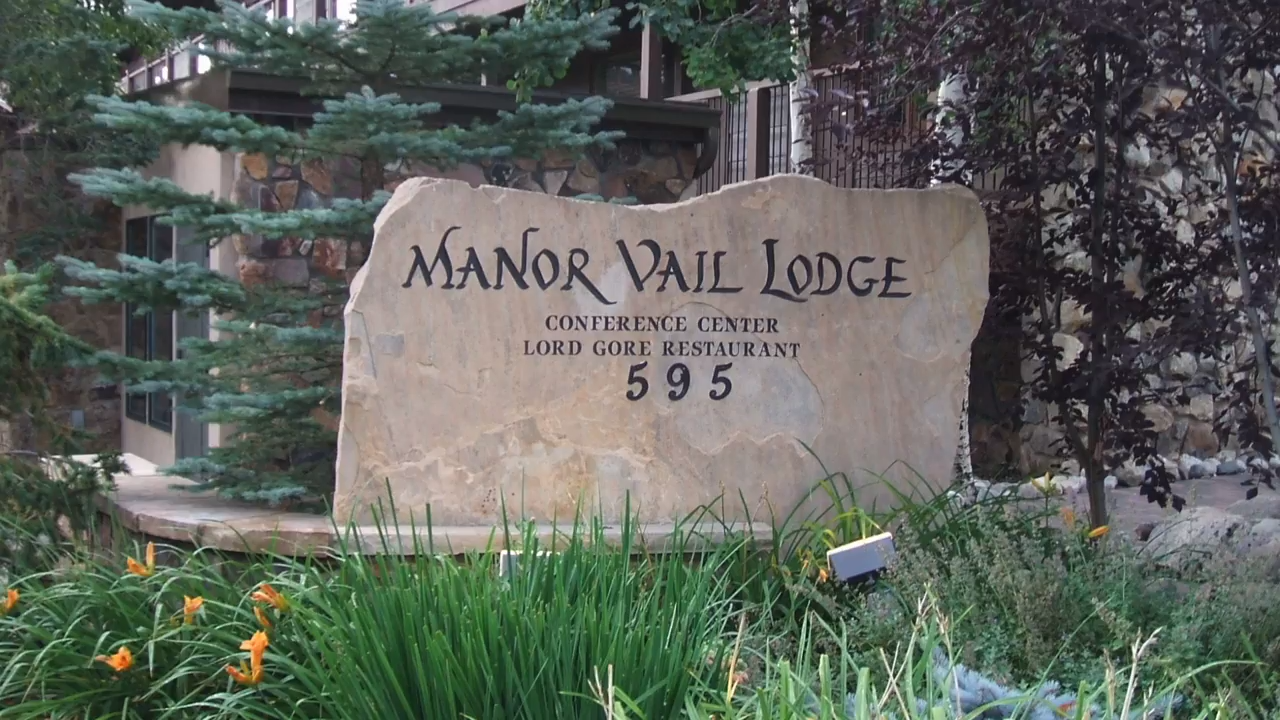 MANOR VAIL LODGE
CONFERENCE CENTER
LORD GORE RESTAURANT
595